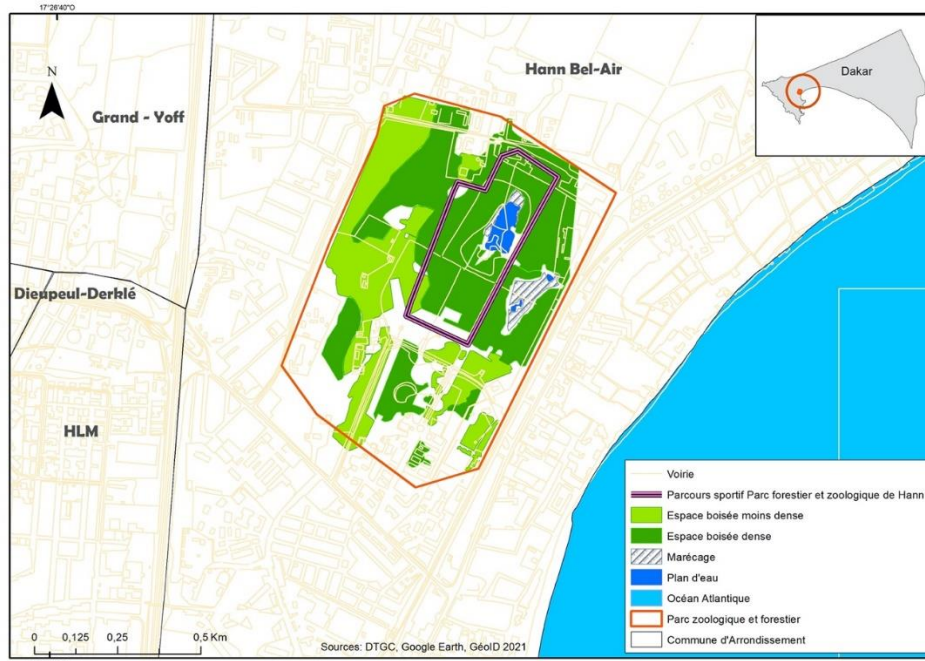 17°26'40"O
Hann Bel-Air
Dakar
N
Grand - Yoff
Dieupeul-Derklé
HLM
Voirie
Parcours sportif Parc forestier et zoologique de Hann
Espace boisée moins dense
Espace boisée dense
Marécage
Plan d'eau
Océan Atlantique
Parc zoologique et forestier
Commune d'Arrondissement
0 0,125 0,25 0,5 Km
Sources: DTGC, Google Earth, GéoID 2021